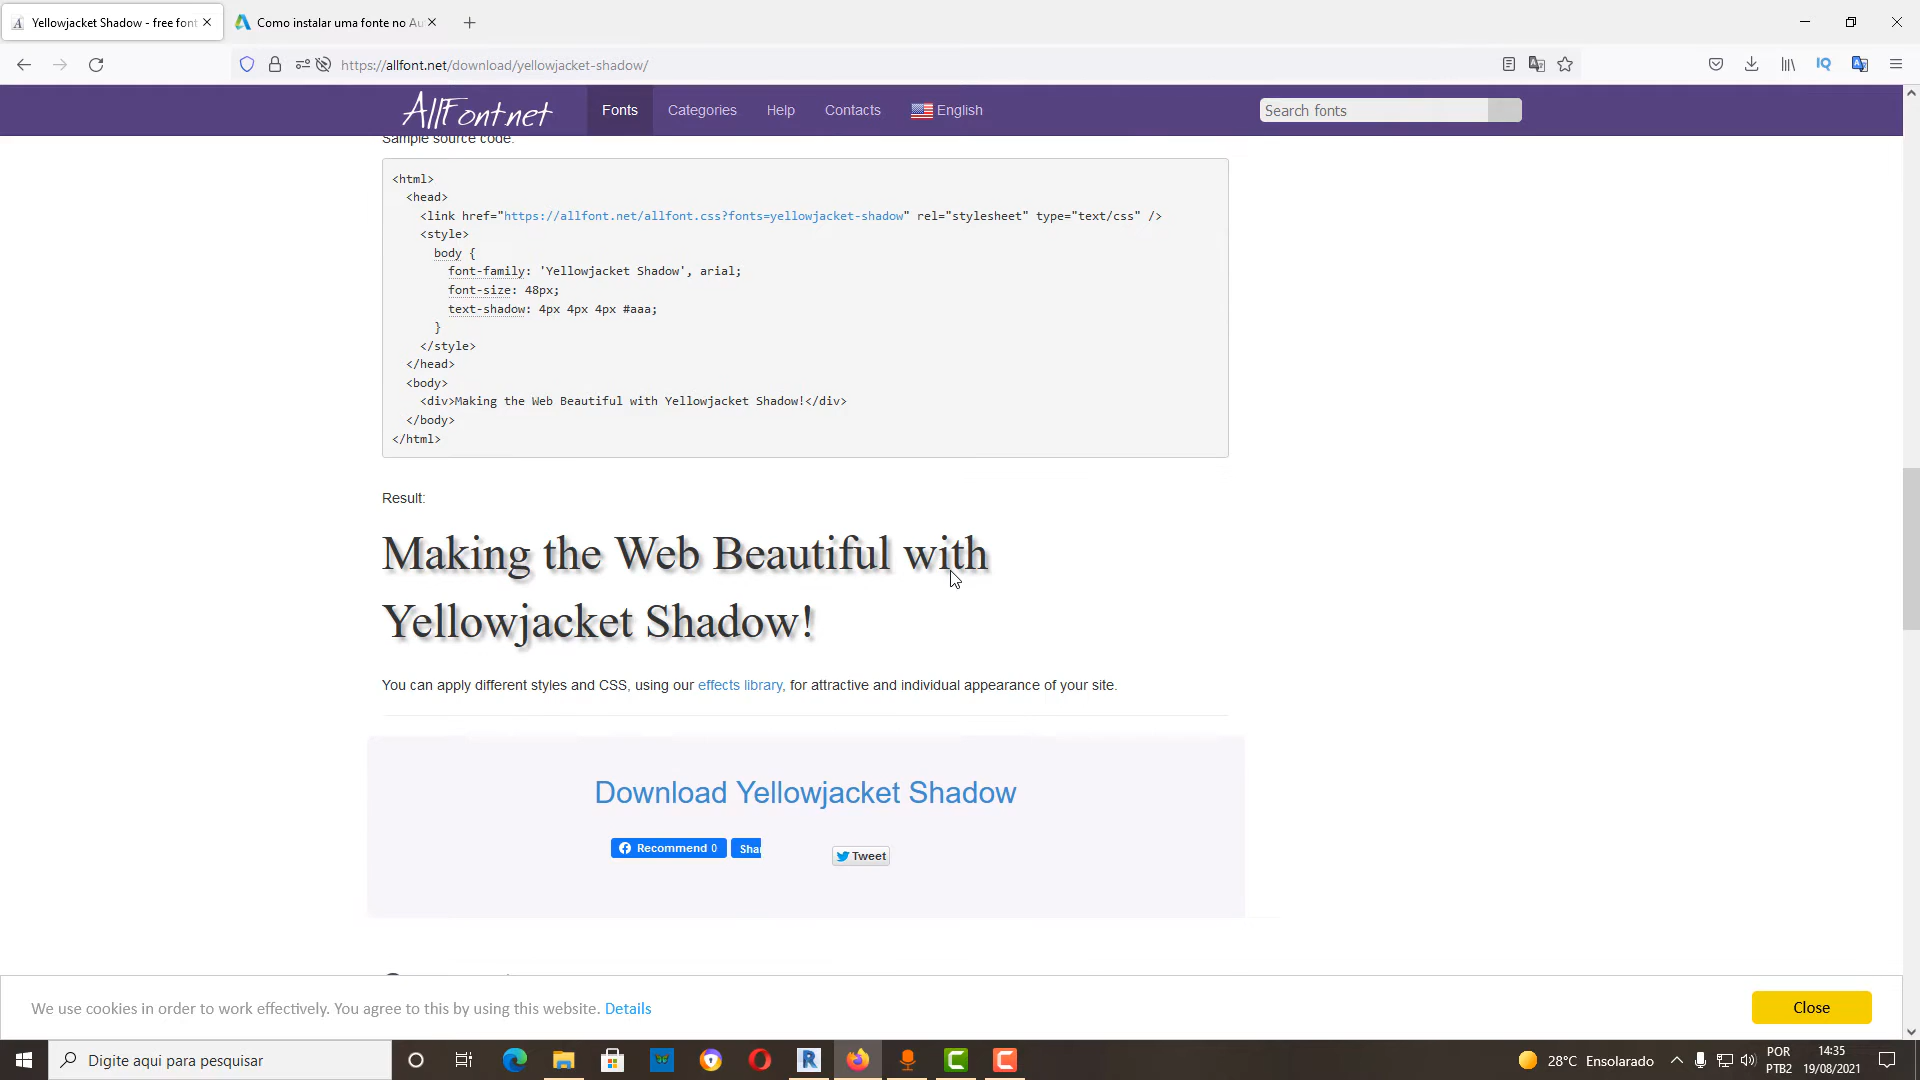 Yellowjacket Shadow - free font
Como instalar uma fonte no Au
https://allfont.net/download/yellowjacket-shadow/
IQ
AllFont.net
Fonts
Categories
Help
Contacts
English
Search fonts
Sample source code:
<html>
<head>
<link href="https://allfont.net/allfont.css?fonts=yellowjacket-shadow" rel="stylesheet" type="text/css" />
<style>
body {
font-family: 'Yellowjacket Shadow', arial;
font-size: 48px;
text-shadow: 4px 4px 4px #aaa;
}
</style>
</head>
<body>
<div>Making the Web Beautiful with Yellowjacket Shadow!</div>
</body>
</html>
Result:
Making the Web Beautiful with
Yellowjacket Shadow!
You can apply different styles and CSS, using our effects library, for attractive and individual appearance of your site.
Download Yellowjacket Shadow
Recommend 0
Shar
Tweet
We use cookies in order to work effectively. You agree to this by using this website. Details
Close
Digite aqui para pesquisar
28°C Ensolarado
POR
PTB2
14:35
19/08/2021